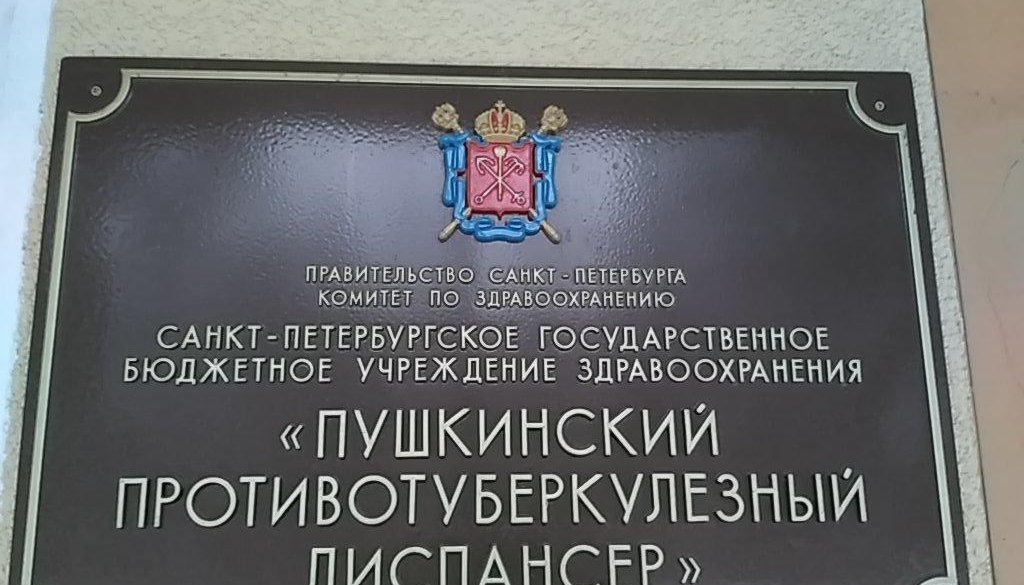 ПРАВИТЕЛЬСТВО САНКТ-ПЕТЕРБУРГА
КОМИТЕТ ПО ЗДРАВООХРАНЕНИЮ
САНКТ-ПЕТЕРБУРГСКОЕ ГОСУДАРСТВЕННОЕ
БЮДЖЕТНОЕ УЧРЕЖДЕНИЕ ЗДРАВООХРАНЕНИЯ
«ПУШКИНСКИЙ
ПРОТИВОТУБЕРКУЛЕЗНЫЙ
ДИСПАНСЕР»